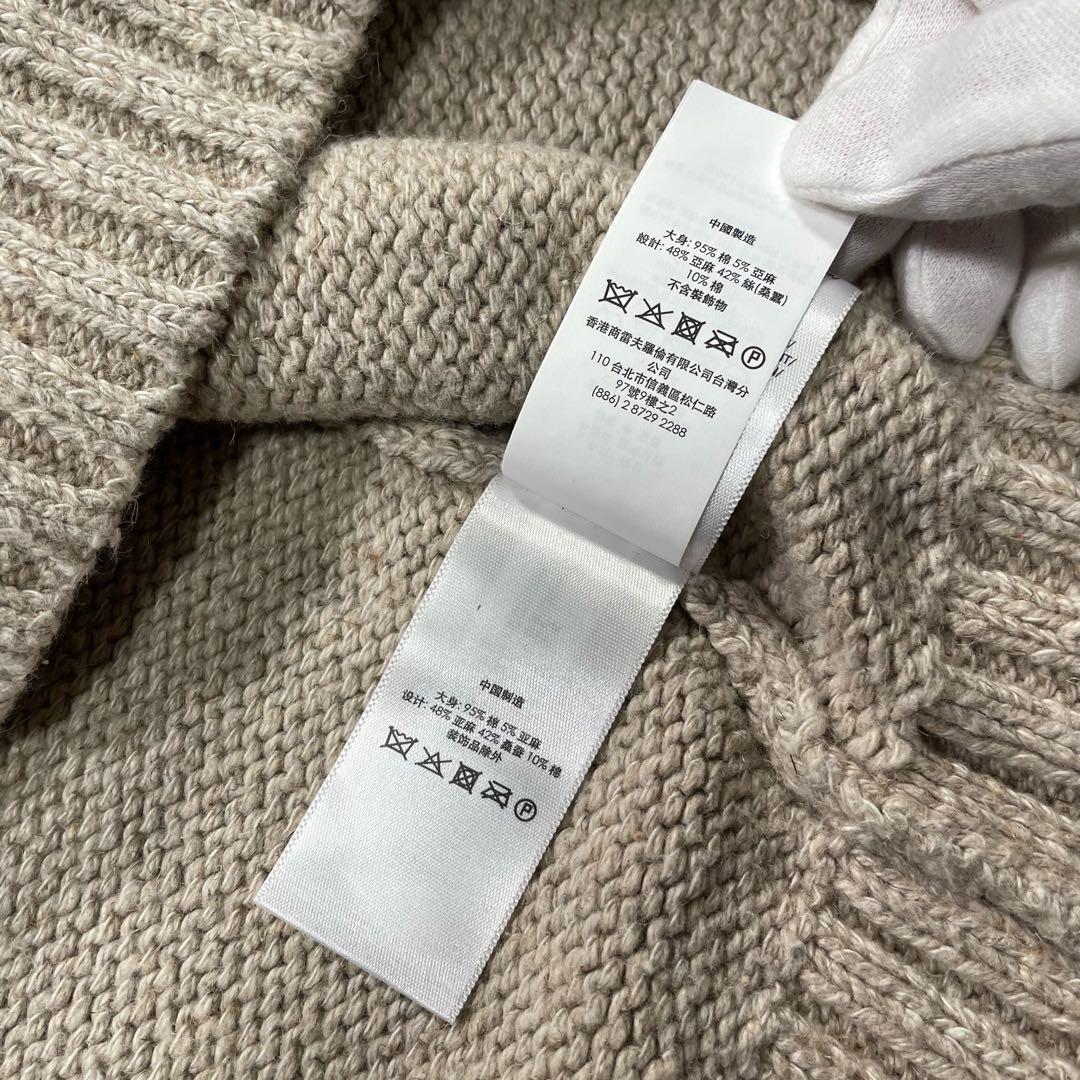 中國製造
大身: 95% 棉 5% 亞麻
設計: 48% 亞麻 42% 絲(桑蠶)
10% 棉
不含裝飾物
P
香港商雷夫羅倫有限公司台灣分
公司
110 台北市信義區松仁路
97號9樓之2
(886) 2 8729 2288
中国制造
大身: 95% 棉 5% 亚麻
设计: 48% 亚麻 42% 桑蚕 10% 棉
装饰品除外
P